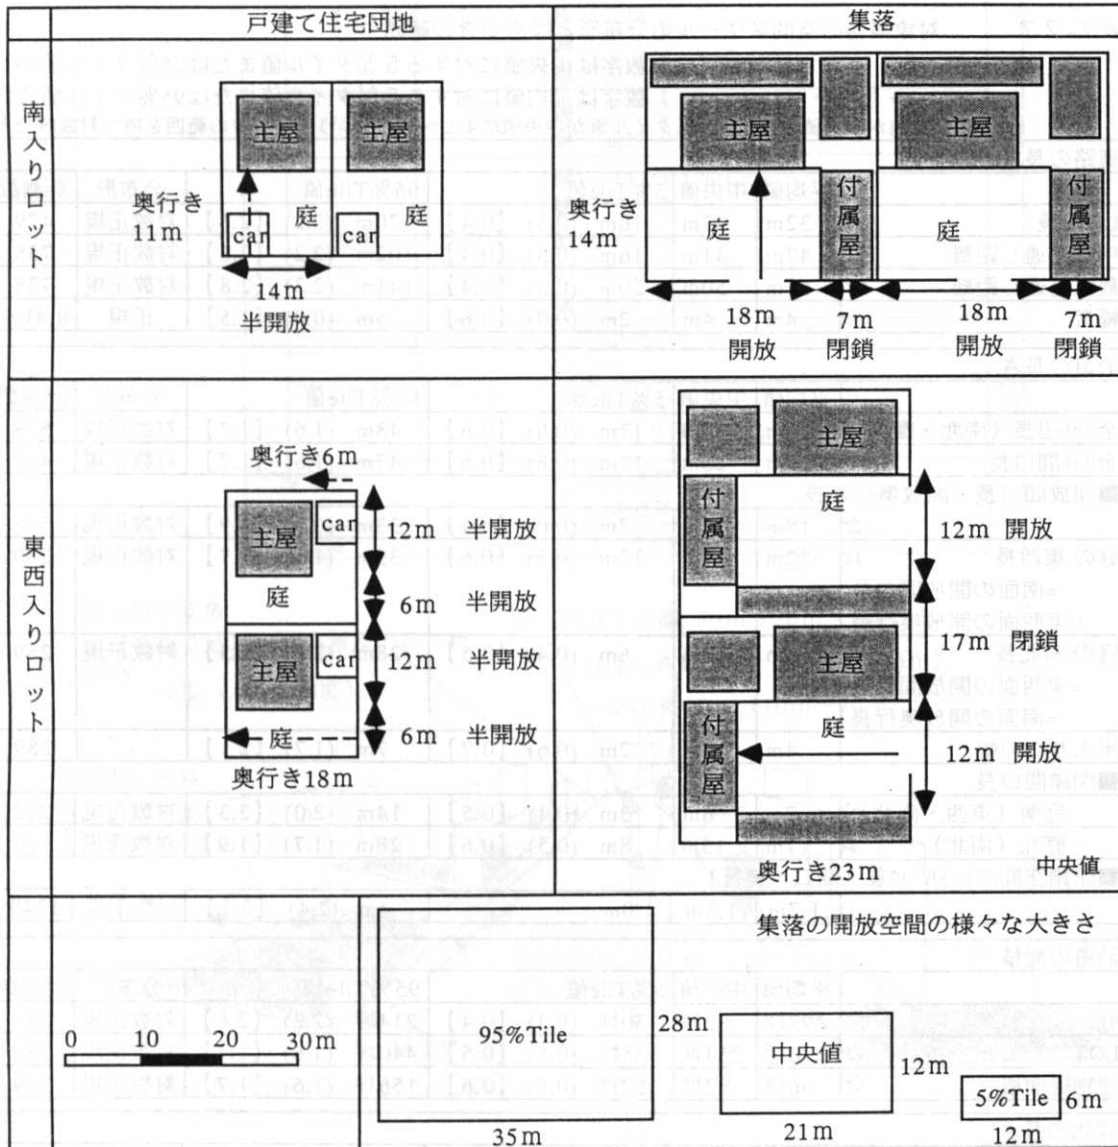 戸建て住宅団地
集落
南入りロット
主屋
主屋
奥行き
11m
庭
庭
car
car
14m
半開放
主屋
主屋
奥行き
14m
庭
付属屋
庭
付属屋
18m
7m
18m
7m
開放
閉鎖
開放
閉鎖
東西入りロット
奥行き6m
主屋
car
12m 半開放
庭
6m 半開放
主屋
car
12m 半開放
庭
6m 半開放
奥行き18m
主屋
付属屋
庭
12m 開放
主屋
17m 閉鎖
付属屋
庭
12m 開放
奥行き23m
中央値
集落の開放空間の様々な大きさ
0 10 20 30m
95%Tile
28m
35m
中央値
12m
21m
5%Tile
6m
12m